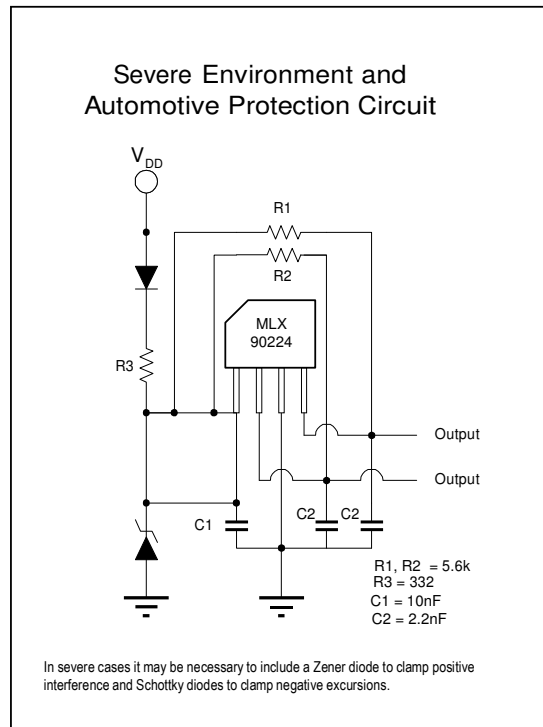 Severe Environment and
Automotive Protection Circuit
VDD
R1
R2
MLX
90224
R3
Output
Output
C1
C2
C2
R1, R2 = 5.6k
R3 = 332
C1 = 10nF
C2 = 2.2nF
In severe cases it may be necessary to include a Zener diode to clamp positive
interference and Schottky diodes to clamp negative excursions.